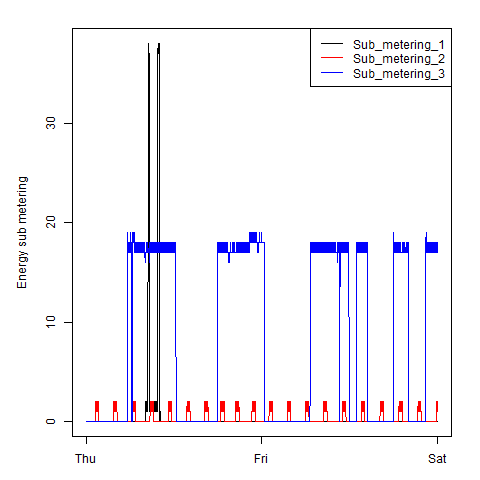 Sub_metering_1
Sub_metering_2
Sub_metering_3
Energy sub metering
30
20
10
0
Thu
Fri
Sat